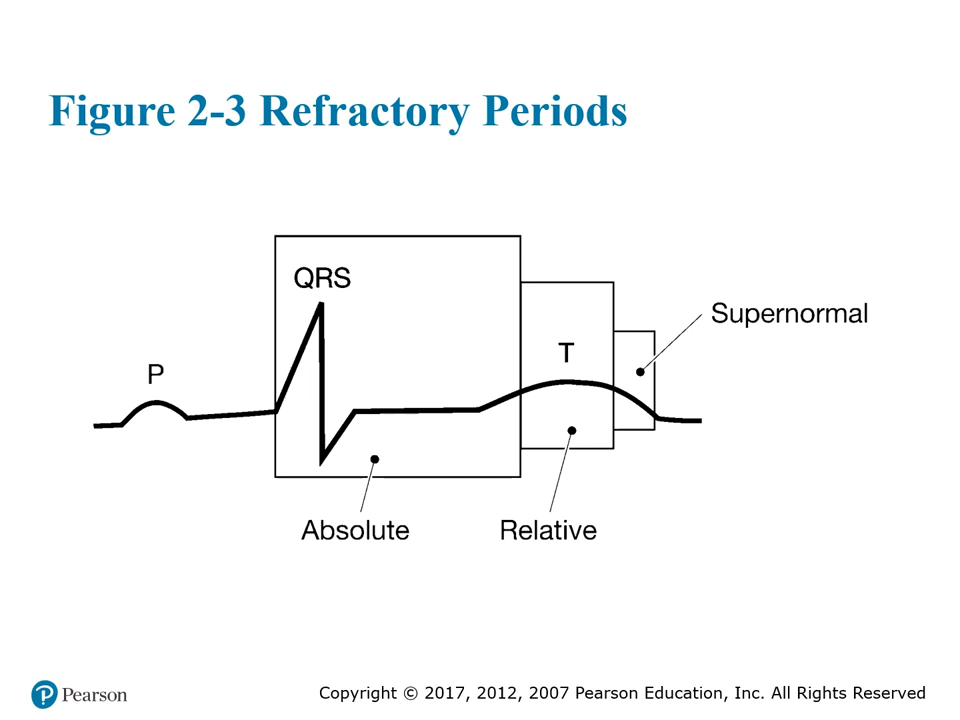 Figure 2-3 Refractory Periods
QRS
Supernormal
T
P
Absolute
Relative
Pearson
Copyright © 2017, 2012, 2007 Pearson Education, Inc. All Rights Reserved